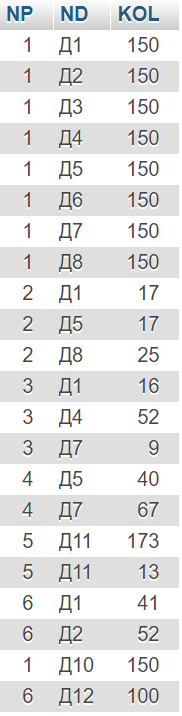 NP ND KOL
1 Д1 150
1 Д2 150
1 Д3 150
1 Д4 150
1 Д5 150
1 Д6 150
1 Д7 150
1 Д8 150
2 Д1 17
2 Д5 17
2 Д8 25
3 Д1 16
3 Д4 52
3 Д7 9
4 Д5 40
4 Д7 67
5 Д11 173
5 Д11 13
6 Д1 41
6 Д2 52
1 Д10 150
6 Д12 100